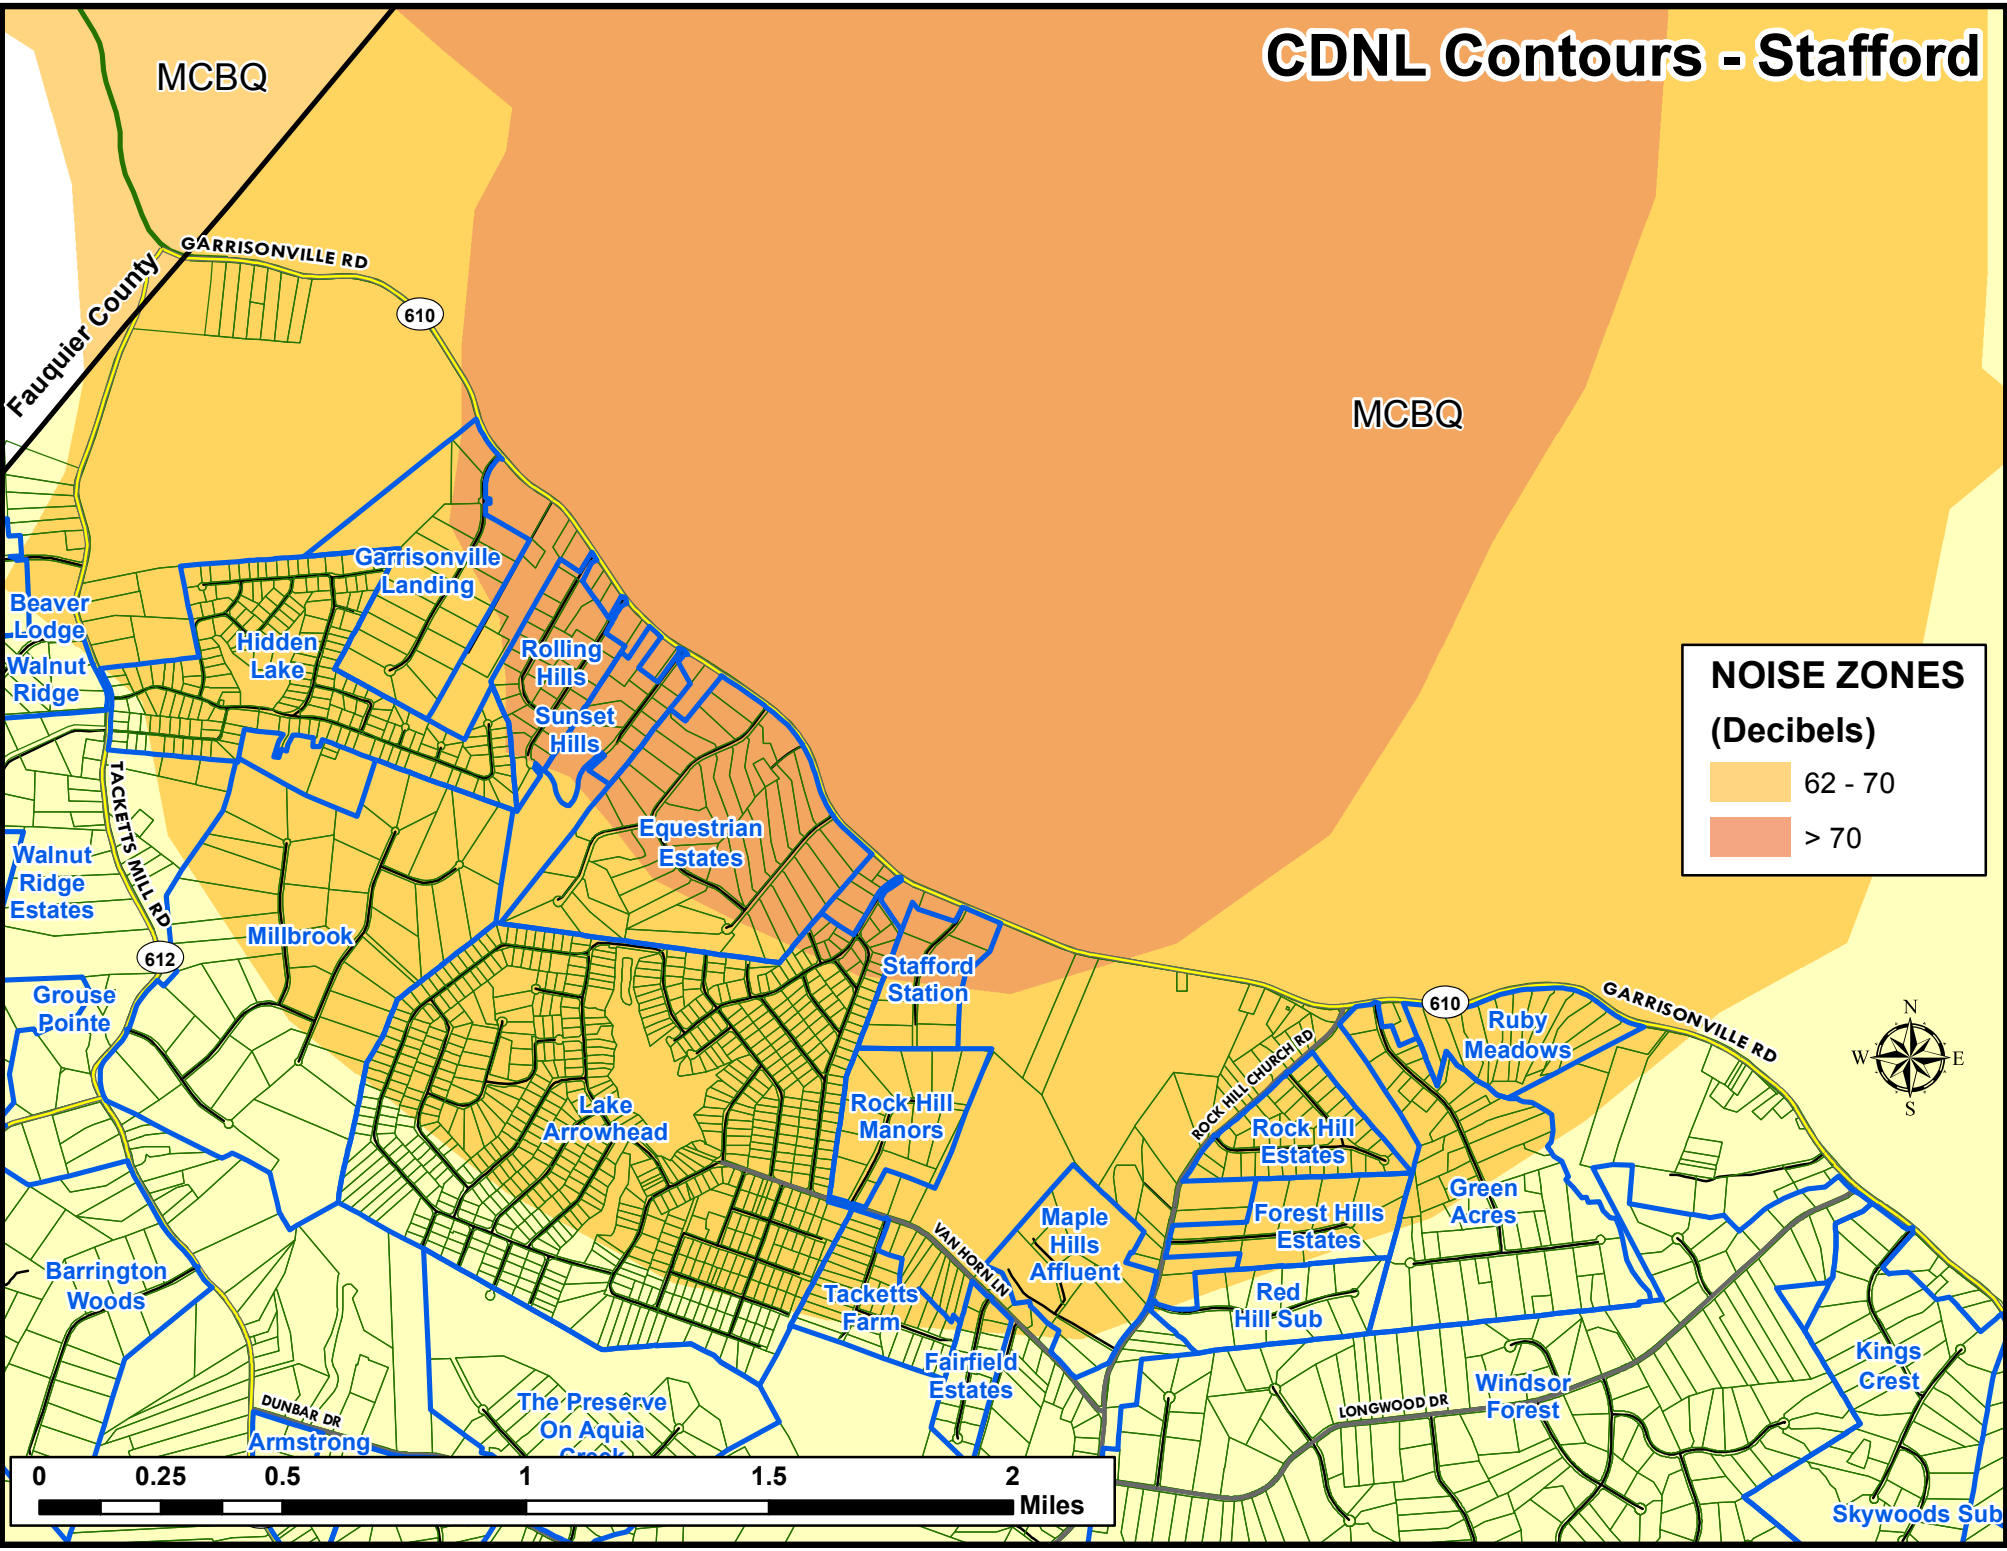 CDNL Contours - Stafford
MCBQ
GARRISONVILLE RD
Fauquier County
610
MCBQ
Garrisonville
Landing
Beaver
Lodge
Hidden
Lake
Rolling
Hills
Walnut
Ridge
Sunset
Hills
NOISE ZONES
(Decibels)
62 - 70
> 70
TACKETTS MILL RD
Equestrian
Estates
Walnut
Ridge
Estates
Millbrook
612
Stafford
Station
Grouse
Pointe
610
GARRISONVILLE RD
Ruby
Meadows
N
W
E
S
ROCK HILL CHURCH RD
Lake
Arrowhead
Rock Hill
Manors
Rock Hill
Estates
Green
Acres
Maple
Hills
Affluent
Forest Hills
Estates
VAN HORN LN
Barrington
Woods
Tacketts
Farm
Red
Hill Sub
Fairfield
Estates
Kings
Crest
Windsor
Forest
LONGWOOD DR
DUNBAR DR
The Preserve
On Aquia
Creek
Armstrong
0 0.25 0.5 1 1.5 2
Miles
Skywoods Sub